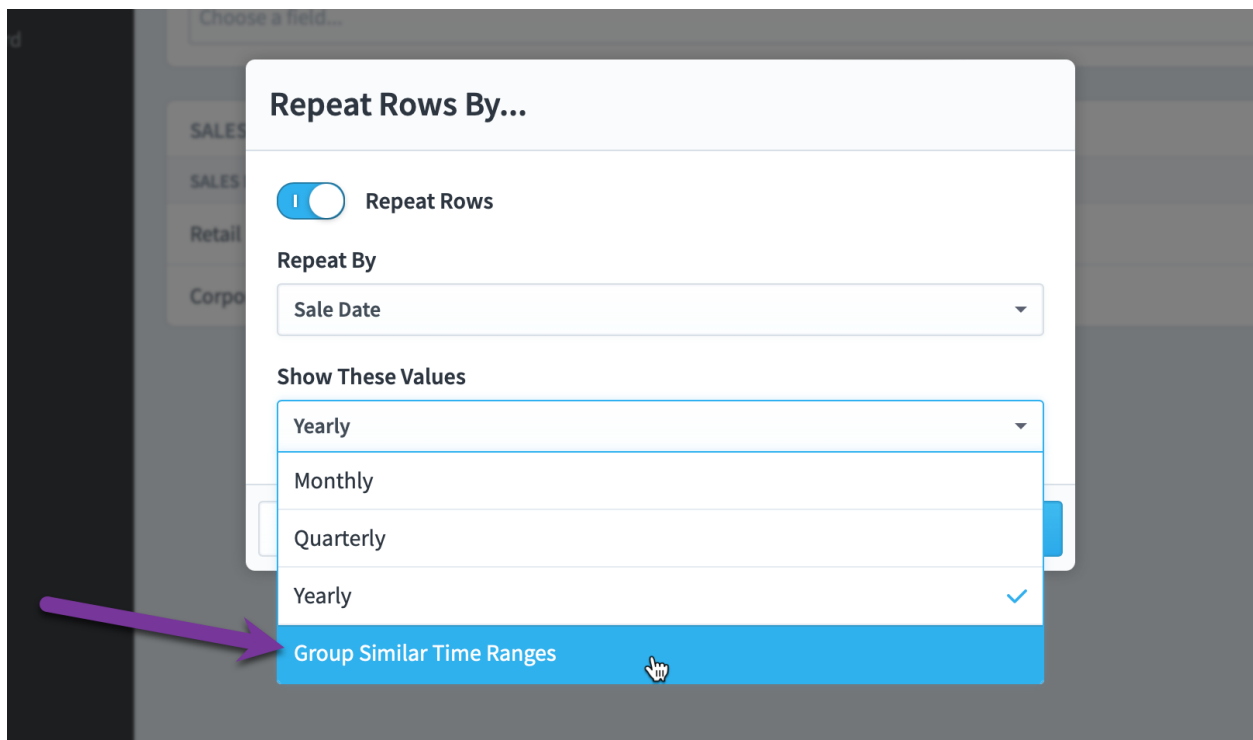 Choose a field...
Repeat Rows By...
SALES
SALES
Repeat Rows
Retail
Repeat By
Corpo
Sale Date
Show These Values
Yearly
Monthly
Quarterly
Yearly
Group Similar Time Ranges